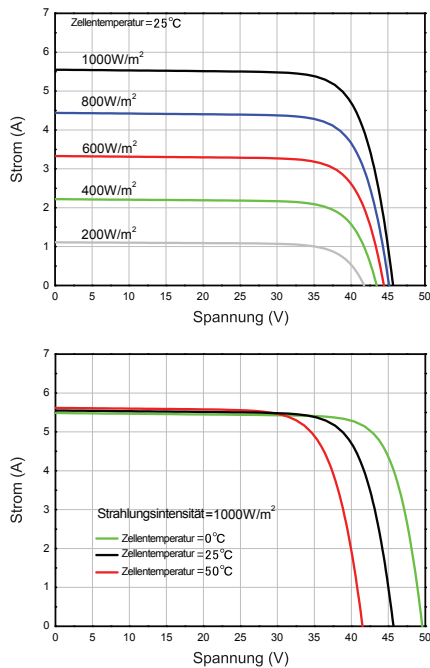 7
Zellentemperatur=25°C
1000W/m²
6
5
800W/m²
4
600W/m²
3
400W/m²
2
200W/m²
1
0
Strom (A)
0 5 10 15 20 25 30 35 40 45 50
Spannung (V)
7
6
5
4
3
Strahlungsintensität=1000W/m²
2
Zellentemperatur=0°C
Zellentemperatur=25°C
1
Zellentemperatur=50°C
0
Strom (A)
0 5 10 15 20 25 30 35 40 45 50
Spannung (V)